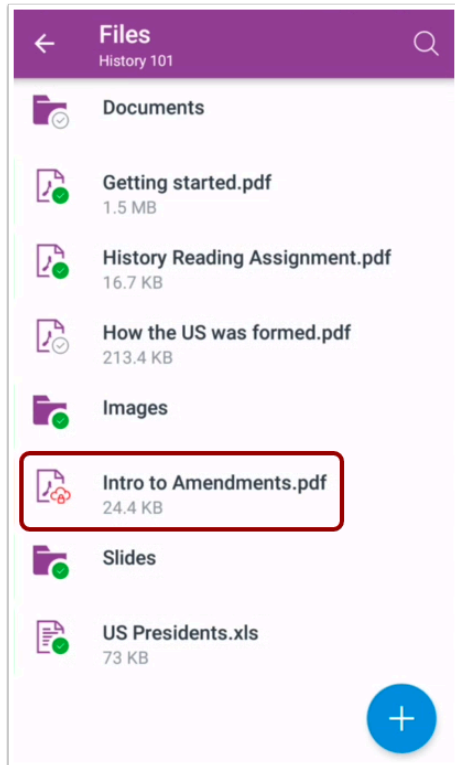 Files
History 101
Documents
Getting started.pdf
1.5 MB
History Reading Assignment.pdf
16.7 KB
How the US was formed.pdf
213.4 KB
Images
Intro to Amendments.pdf
24.4 KB
Slides
US Presidents.xls
73 KB